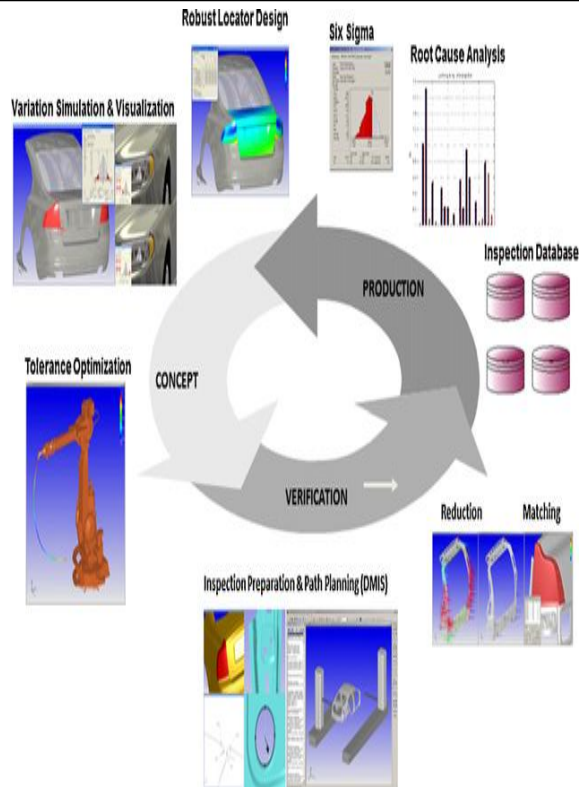 Robust Locator Design
Six Sigma
Root Cause Analysis
Variation Simulation & Visualization
Inspection Database
PRODUCTION
Tolerance Optimization
CONCEPT
VERIFICATION
Reduction
Matching
Inspection Preparation & Path Planning (DMIS)